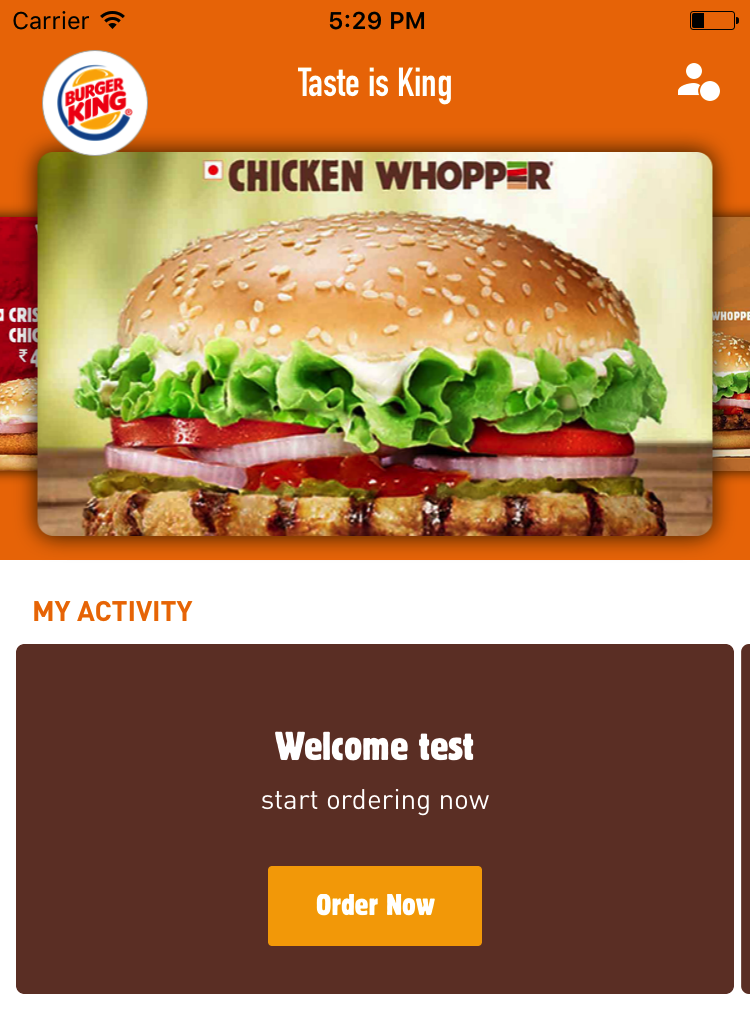 Carrier 5:29 PM
BURGER
KING®
Taste is King
CHICKEN WHOPPER
CRIS
CHIC
₹4
WHOPPE
MY ACTIVITY
Welcome test
start ordering now
Order Now